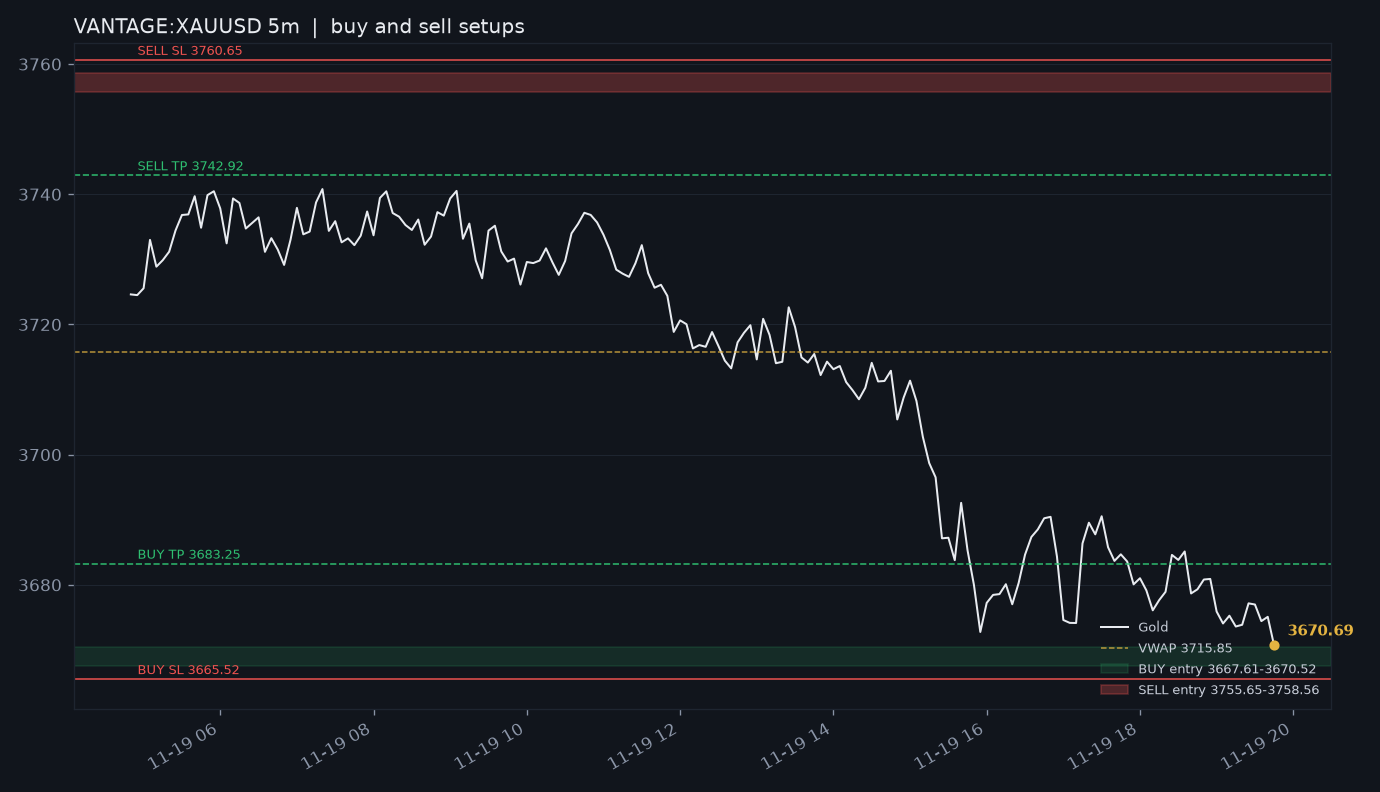 VANTAGE:XAUUSD 5m | buy and sell setups
SELL SL 3760.65
3760
SELL TP 3742.92
3740
3720
3700
BUY TP 3683.25
3680
3670.69
Gold
VWAP 3715.85
BUY entry 3667.61-3670.52
SELL entry 3755.65-3758.56
BUY SL 3665.52
11-19 06
11-19 08
11-19 10
11-19 12
11-19 14
11-19 16
11-19 18
11-19 20